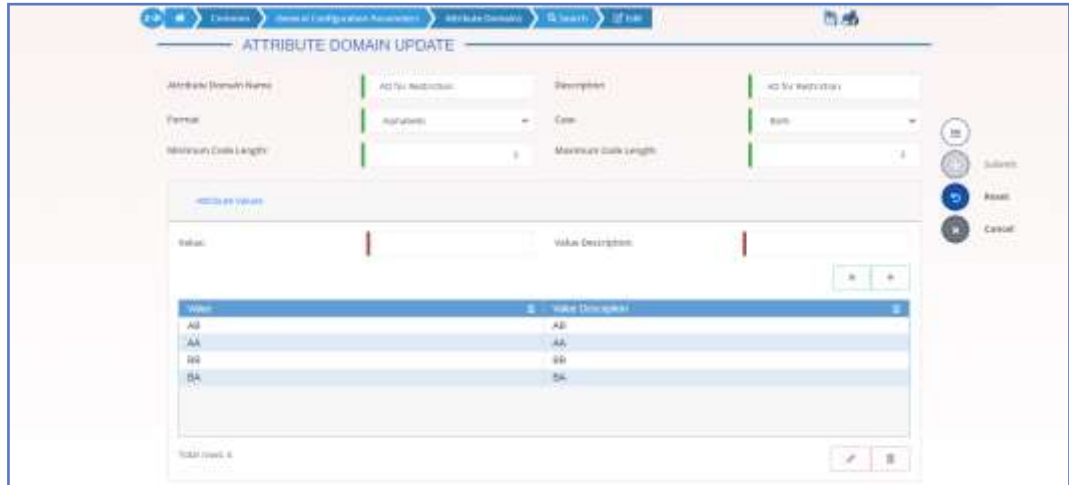 Common General Configuration Parameters Attribute Domains Search Edit
ATTRIBUTE DOMAIN UPDATE
Attribute Domain Name AD for Restriction Description AD for Restriction
Format Alphabetic Case Both
Minimum Code Length: Maximum Code Length:
Submit
Reset
Attribute Values
Cancel
Value: Value Description:
Value Value Description
AB AB
AA AA
BB BB
BA BA
Total rows: 4